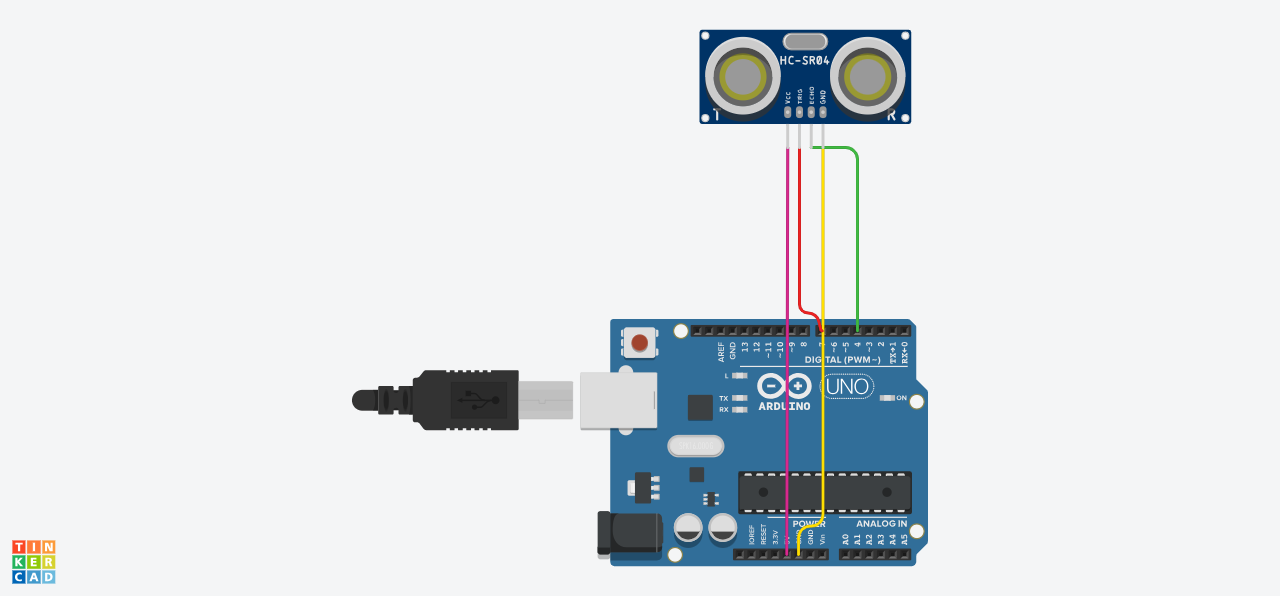 HC-SR04
VCC
TRIG
ECHO
GND
T
R
AREF
GND
13
12
~11
~10
~9
8
7
~6
~5
4
~3
2
TX→1
RX←0
DIGITAL (PWM~)
L
TX
RX
ARDUINO
UNO
ON
POWER
ANALOG IN
IOREF
RESET
3.3V
GND
Vin
A0
A1
A2
A3
A4
A5
TIN
KER
CAD